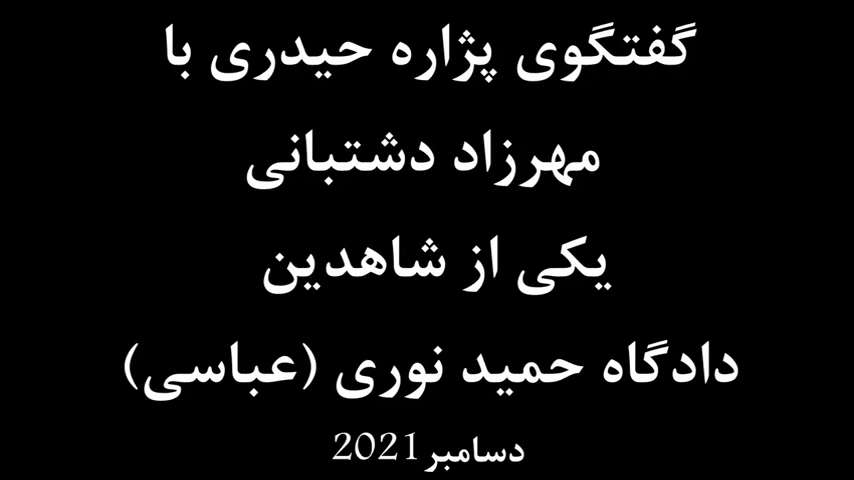 گفتگوی پژاره حیدری با
مهرزاد دشتبانی
یکی از شاهدین
دادگاه حمید نوری (عباسی)
دسامبر 2021